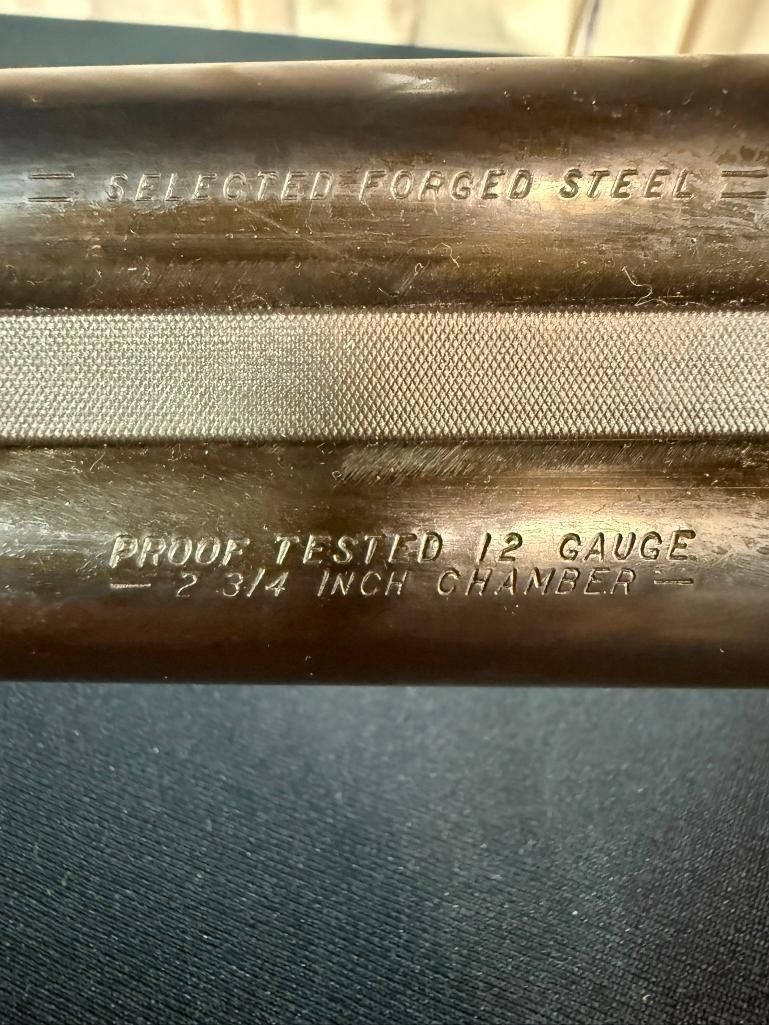 = SELECTED FORGED STEEL =
PROOF TESTED 12 GAUGE
— 2 3/4 INCH CHAMBER —